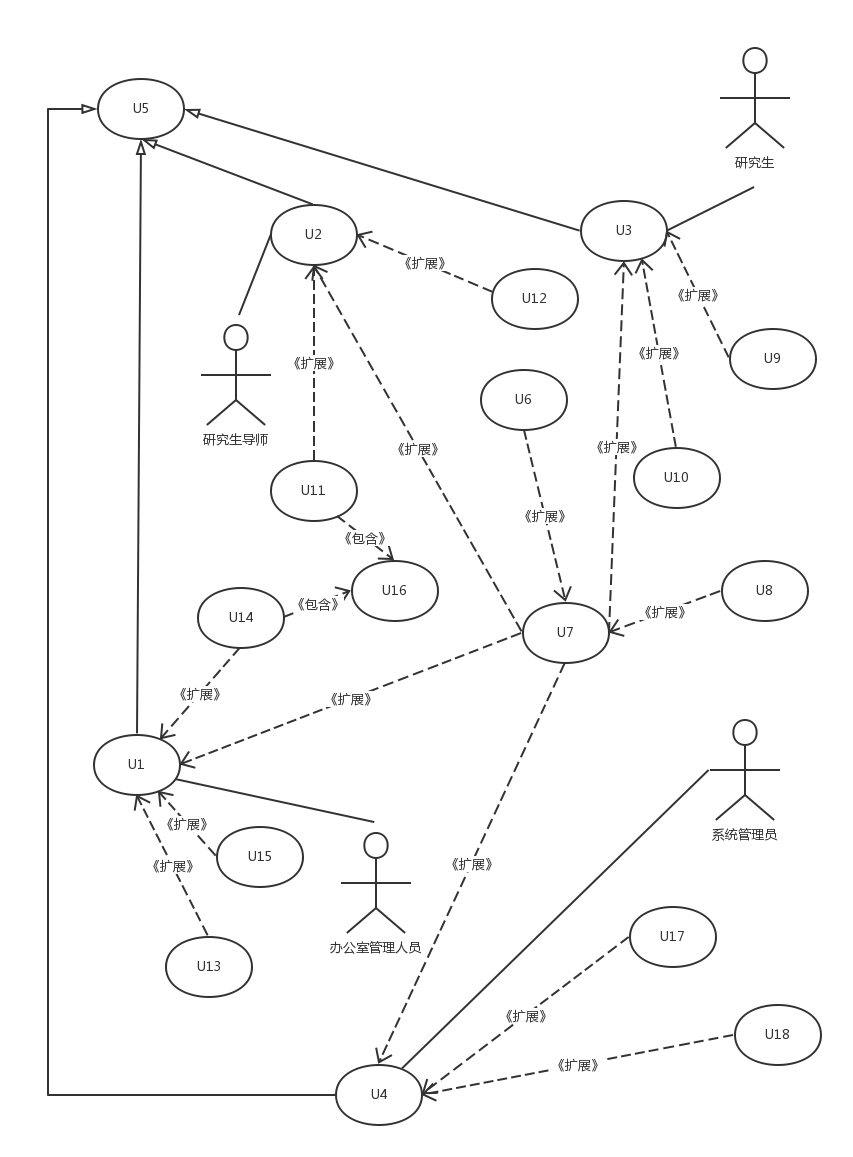 U5
研究生
U2
U3
《扩展》
U12
《扩展》
《扩展》
U9
《扩展》
U6
研究生导师
《扩展》
《扩展》
U10
U11
《扩展》
《包含》
U16
U8
《包含》
U14
《扩展》
U7
《扩展》
《扩展》
U1
《扩展》
系统管理员
U15
《扩展》
《扩展》
U17
办公室管理人员
U13
《扩展》
U18
《扩展》
U4